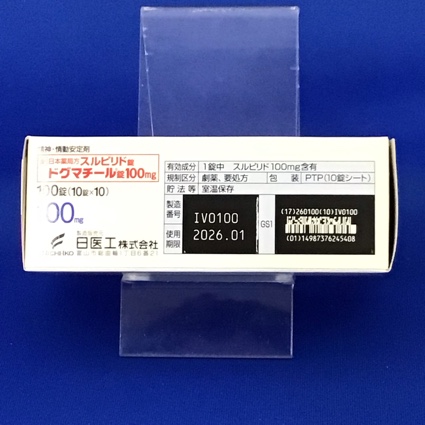 精神・情動安定剤
日本薬局方 スルピリド錠
ドグマチール錠100mg
100錠(10錠×10)
100mg
日医工株式会社
有効成分 1錠中 スルピリド100mg含有
規制区分 劇薬、要処方 包装 PTP(10錠シート)
貯法等 室温保存
製造番号 IV0100
使用期限 2026.01
GS1
(17)260100(10)IV0100
(01)14987376245408